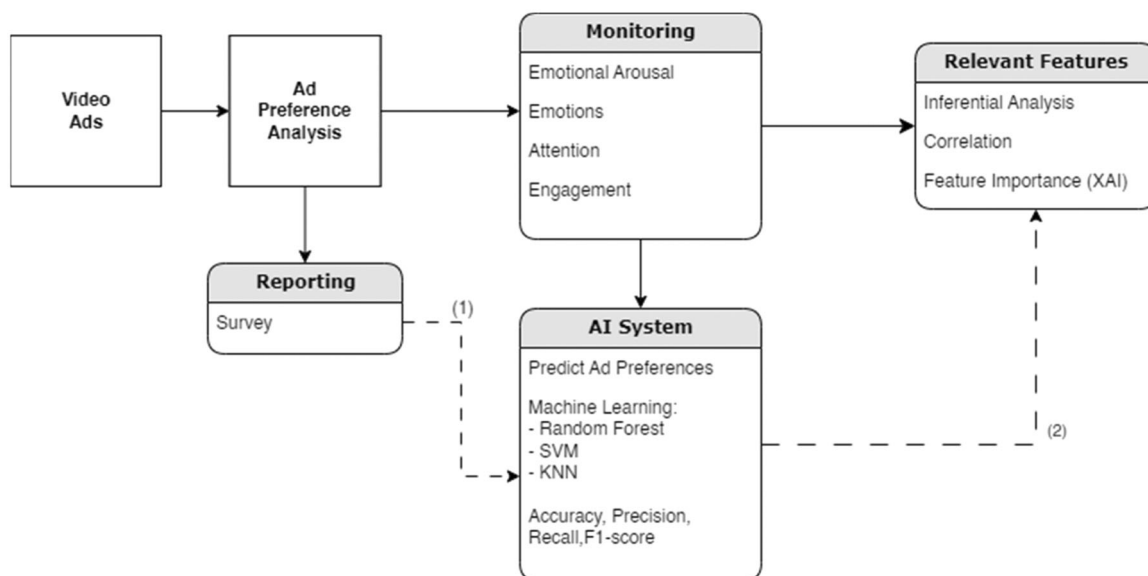 Video
Ads
Ad
Preference
Analysis
Monitoring
Emotional Arousal
Emotions
Attention
Engagement
Relevant Features
Inferential Analysis
Correlation
Feature Importance (XAI)
Reporting
Survey
(1)
AI System
Predict Ad Preferences
Machine Learning:
- Random Forest
- SVM
- KNN
Accuracy, Precision,
Recall,F1-score
(2)